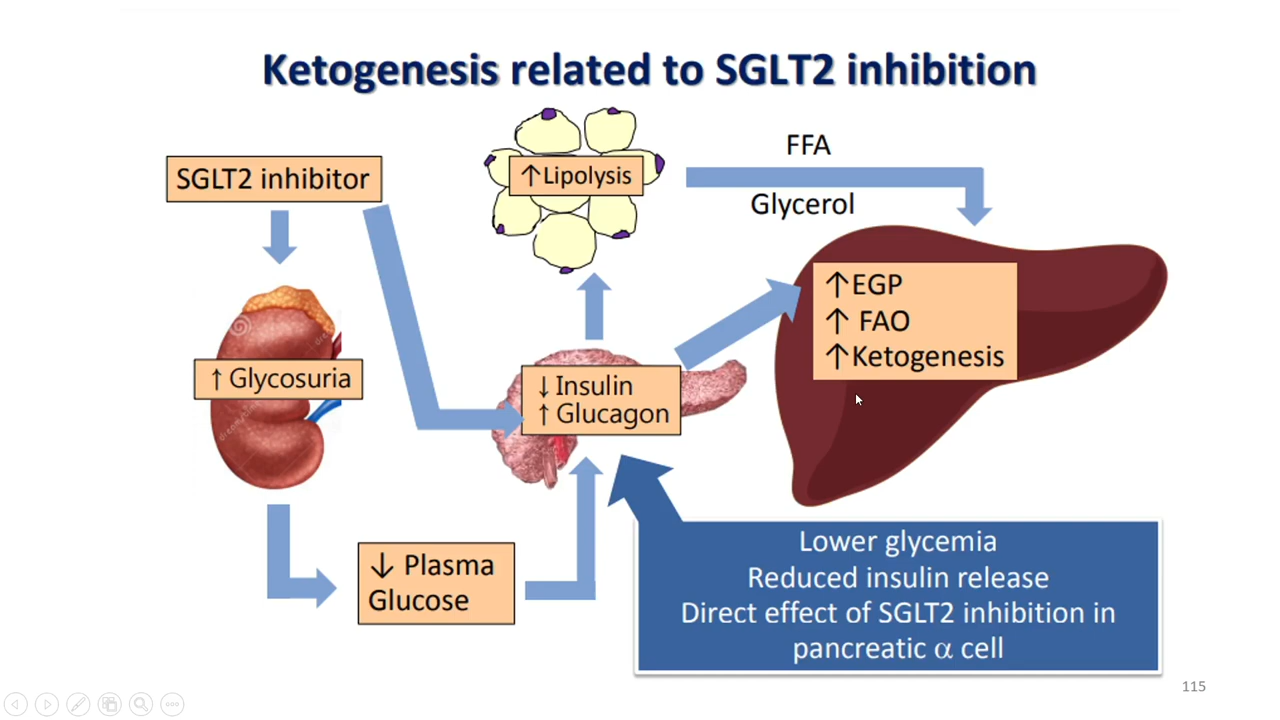 Ketogenesis related to SGLT2 inhibition
SGLT2 inhibitor
↑ Glycosuria
↓ Plasma
Glucose
↑Lipolysis
FFA
Glycerol
↓ Insulin
↑ Glucagon
↑EGP
↑ FAO
↑Ketogenesis
Lower glycemia
Reduced insulin release
Direct effect of SGLT2 inhibition in
pancreatic α cell
115